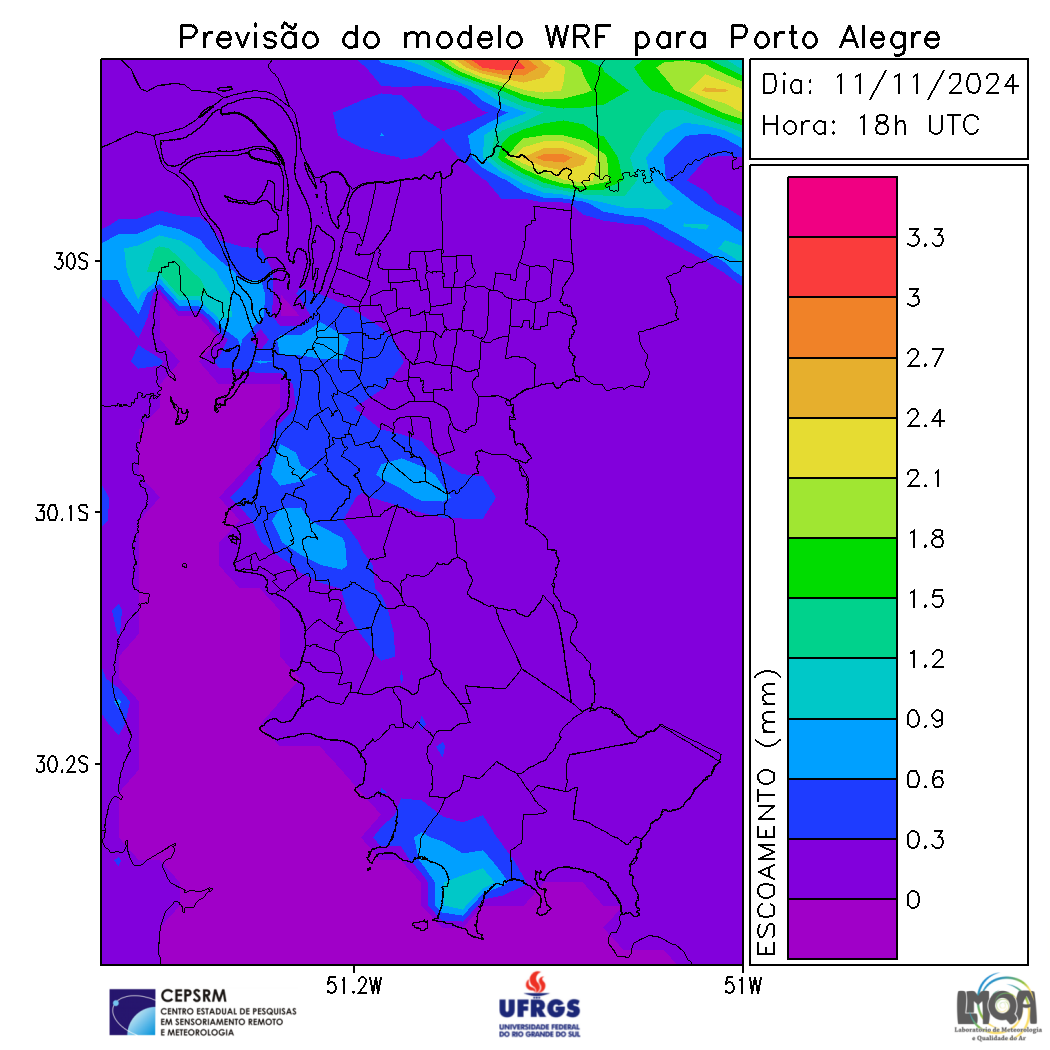 Previsão do modelo WRF para Porto Alegre
Dia: 11/11/2024
Hora: 18h UTC
30S
30.1S
30.2S
51.2W
51W
ESCOAMENTO (mm)
3.3
3
2.7
2.4
2.1
1.8
1.5
1.2
0.9
0.6
0.3
0
CEPSRM
CENTRO ESTADUAL DE PESQUISAS
EM SENSORIAMENTO REMOTO
E METEOROLOGIA
UFRGS
UNIVERSIDADE FEDERAL
DO RIO GRANDE DO SUL
LMQA
Laboratório de Meteorologia
e Qualidade do Ar